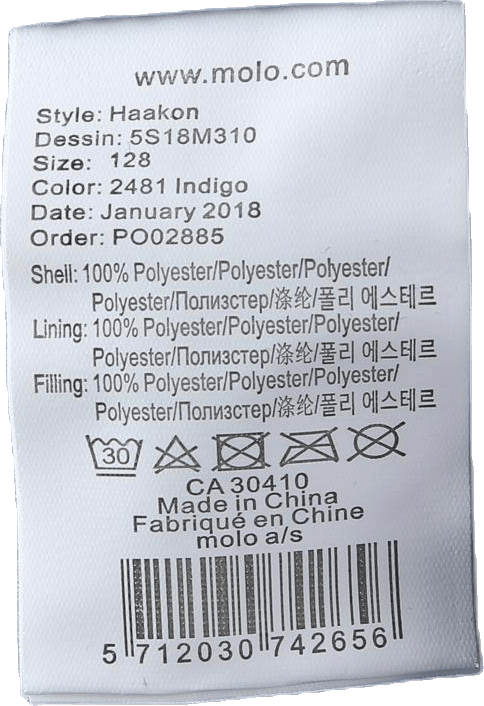 www.molo.com
Style: Haakon
Dessin: 5S18M310
Size: 128
Color: 2481 Indigo
Date: January 2018
Order: PO02885
Shell: 100% Polyester/Polyester/Polyester/
Polyester/Полизстер/涤纶/폴리 에스테르
Lining: 100% Polyester/Polyester/Polyester/
Polyester/Полизстер/涤纶/폴리 에스테르
Filling: 100% Polyester/Polyester/Polyester/
Polyester/Полизстер/涤纶/폴리 에스테르
30
CA 30410
Made in China
Fabriqué en Chine
molo a/s
5 712030 742656